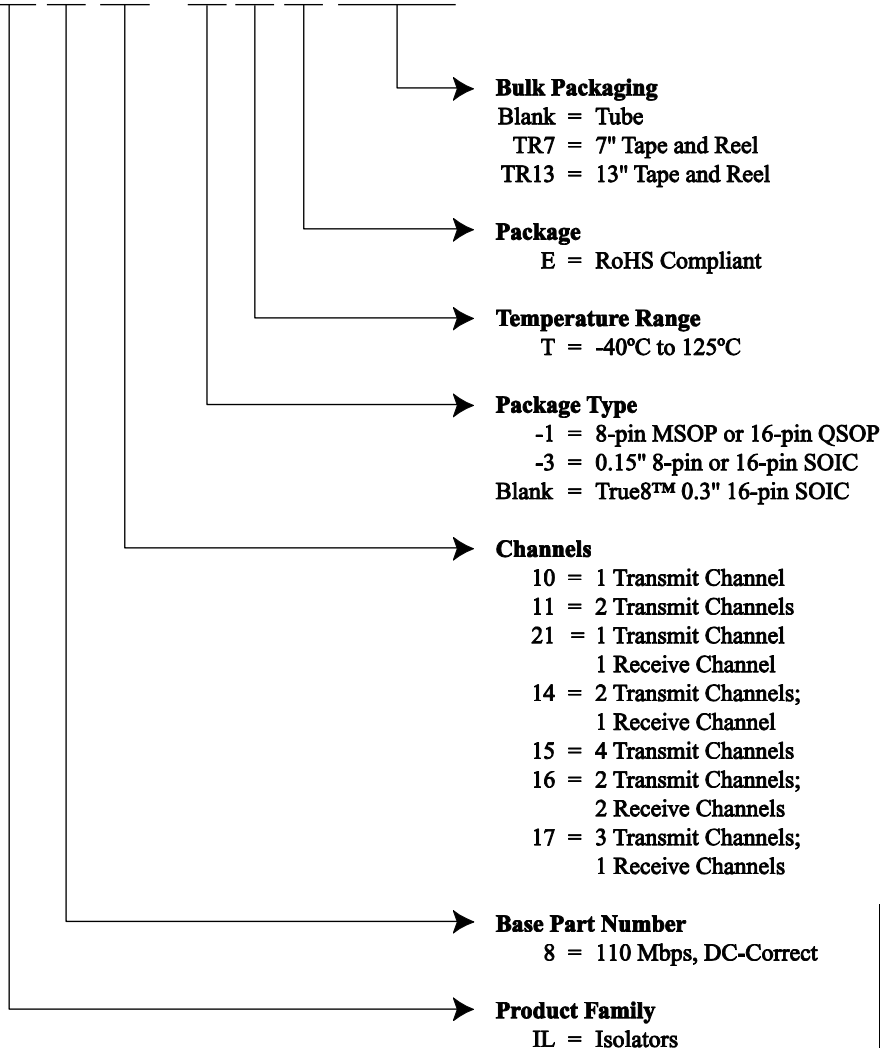 Bulk Packaging
Blank = Tube
TR7 = 7" Tape and Reel
TR13 = 13" Tape and Reel
Package
E = RoHS Compliant
Temperature Range
T = -40ºC to 125ºC
Package Type
-1 = 8-pin MSOP or 16-pin QSOP
-3 = 0.15" 8-pin or 16-pin SOIC
Blank = True8™ 0.3" 16-pin SOIC
Channels
10 = 1 Transmit Channel
11 = 2 Transmit Channels
21 = 1 Transmit Channel
1 Receive Channel
14 = 2 Transmit Channels;
1 Receive Channel
15 = 4 Transmit Channels
16 = 2 Transmit Channels;
2 Receive Channels
17 = 3 Transmit Channels;
1 Receive Channels
Base Part Number
8 = 110 Mbps, DC-Correct
Product Family
IL = Isolators